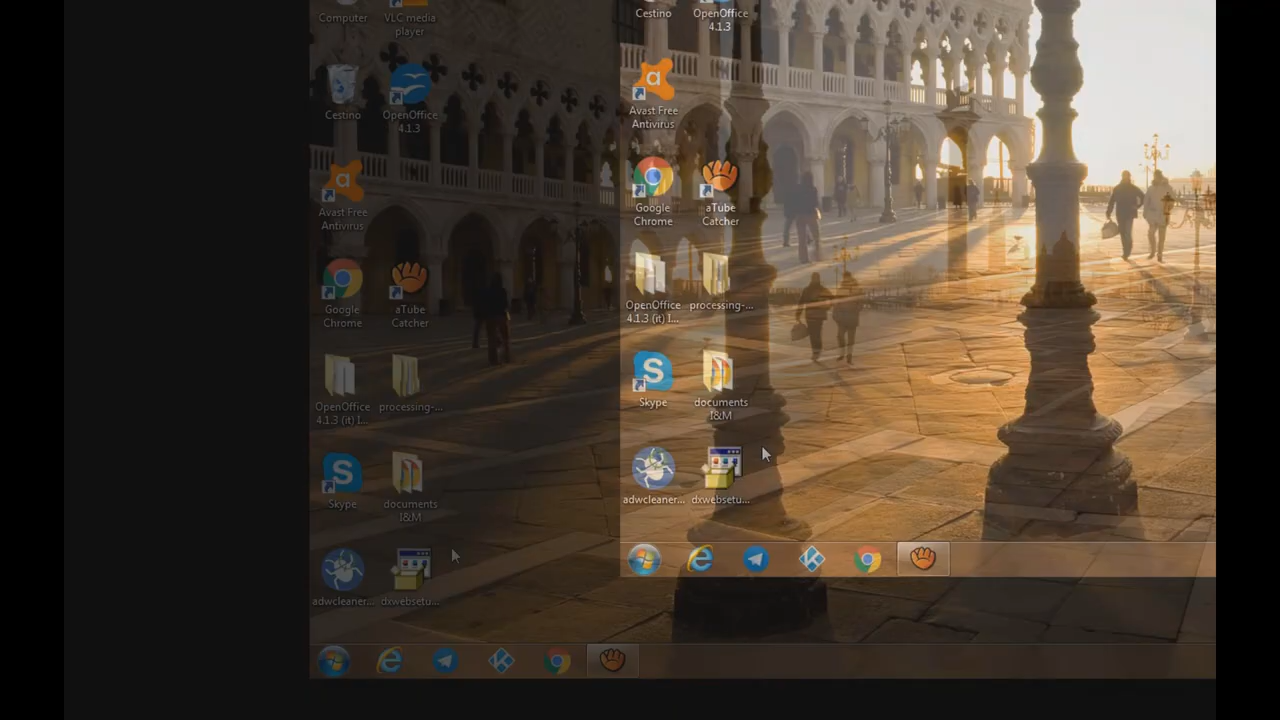 Computer
VLC media
player
Cestino
OpenOffice
4.1.3
Avast Free
Antivirus
Google
Chrome
aTube
Catcher
OpenOffice
4.1.3 (it) I...
processing-...
Skype
documents
I&M
adwcleaner...
dxwebsetu...
Cestino
OpenOffice
4.1.3
Avast Free
Antivirus
Google
Chrome
aTube
Catcher
OpenOffice
4.1.3 (it) I...
processing-...
Skype
documents
I&M
adwcleaner...
dxwebsetu...